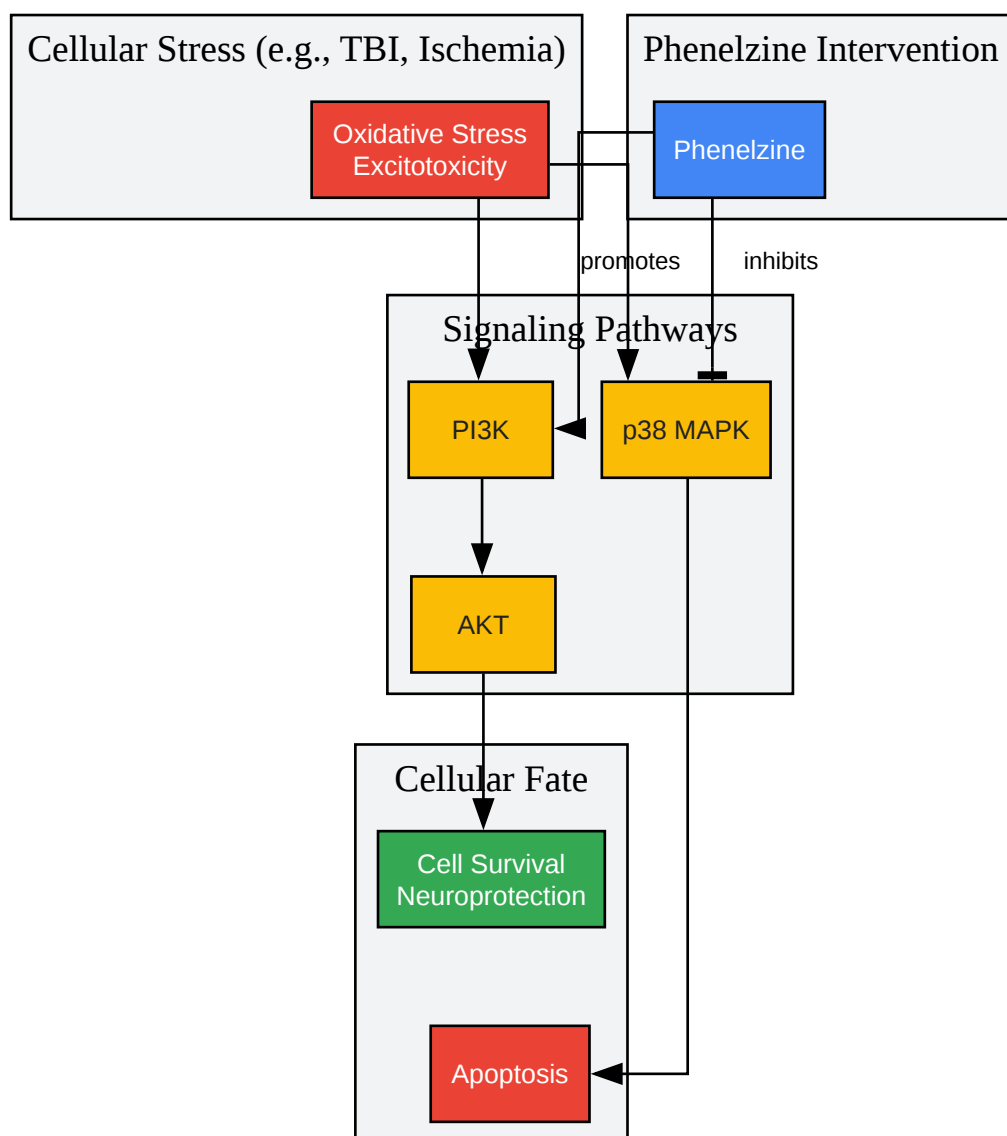 Cellular Stress (e.g., TBI, Ischemia)
Phenelzine Intervention
Oxidative Stress
Excitotoxicity
Phenelzine
promotes
inhibits
Signaling Pathways
PI3K
p38 MAPK
AKT
Cellular Fate
Cell Survival
Neuroprotection
Apoptosis